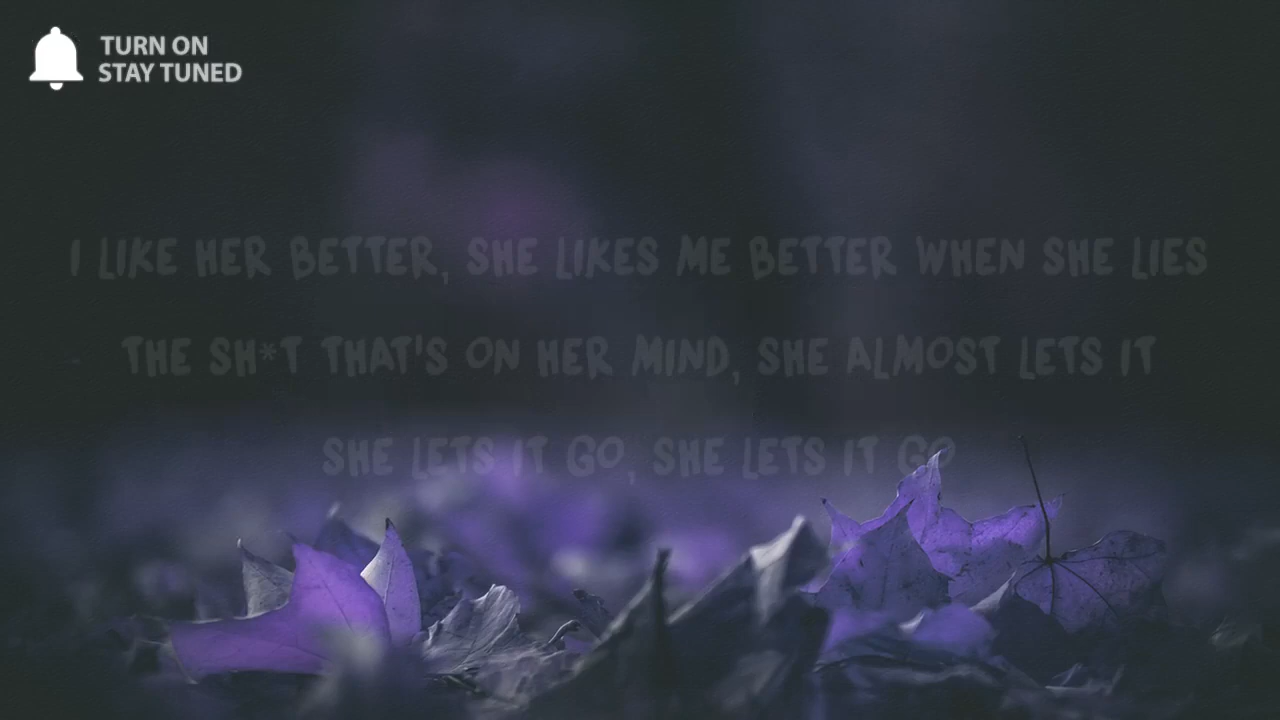 TURN ON
STAY TUNED
I LIKE HER BETTER, SHE LIKES ME BETTER WHEN SHE LIES
THE SH*T THAT'S ON HER MIND, SHE ALMOST LETS IT
SHE LETS IT GO, SHE LETS IT GO